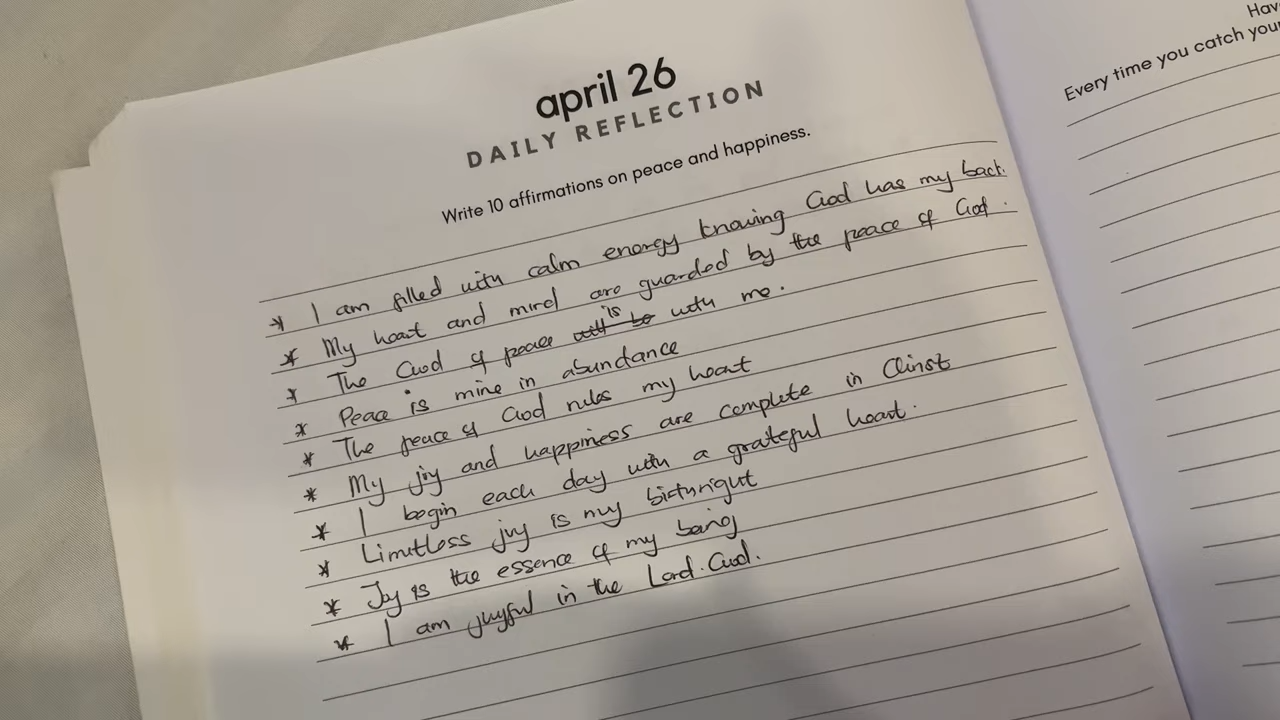 april 26
DAILY REFLECTION
Write 10 affirmations on peace and happiness.
* I am filled with calm energy knowing God has my back.
* My heart and mind are guarded by the peace of God.
* The God of peace ~~will be~~ is with me.
* Peace is mine in abundance
* The peace of God rules my heart
* My joy and happiness are complete in Christ
* I begin each day with a grateful heart.
* Limitless joy is my birthright
* Joy is the essence of my being
* I am joyful in the Lord.God.
Hav
Every time you catch your